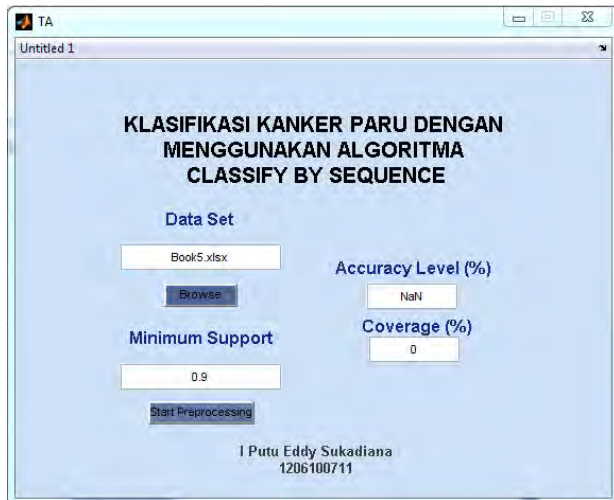 TA
Untitled 1
KLASIFIKASI KANKER PARU DENGAN
MENGGUNAKAN ALGORITMA
CLASSIFY BY SEQUENCE
Data Set
Book5.xlsx
Browse
Minimum Support
0.9
Start Preprocessing
Accuracy Level (%)
NaN
Coverage (%)
0
I Putu Eddy Sukadiana
1206100711